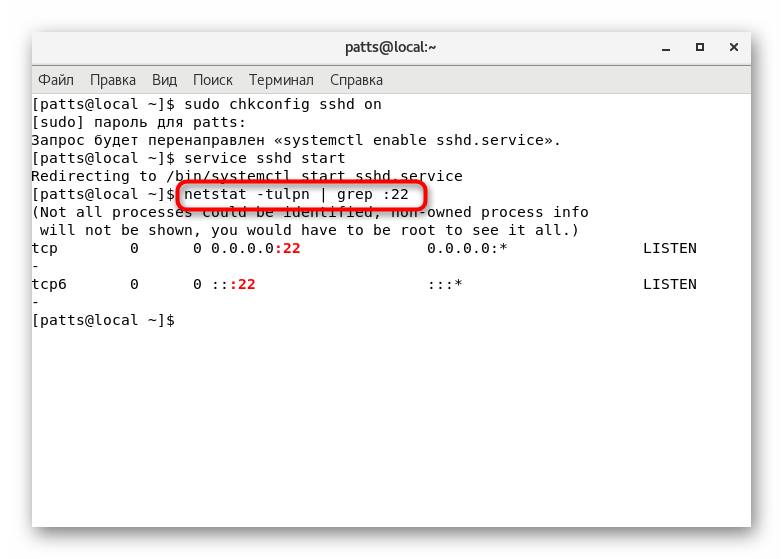 patts@local:~
Файл Правка Вид Поиск Терминал Справка
[patts@local ~]$ sudo chkconfig sshd on
[sudo] пароль для patts:
Запрос будет перенаправлен «systemctl enable sshd.service».
[patts@local ~]$ service sshd start
Redirecting to /bin/systemctl start sshd.service
[patts@local ~]$ netstat -tulpn | grep :22
(Not all processes could be identified, non-owned process info
 will not be shown, you would have to be root to see it all.)
tcp        0      0 0.0.0.0:22              0.0.0.0:*               LISTEN
-
tcp6       0      0 :::22                   :::*                    LISTEN
-
[patts@local ~]$